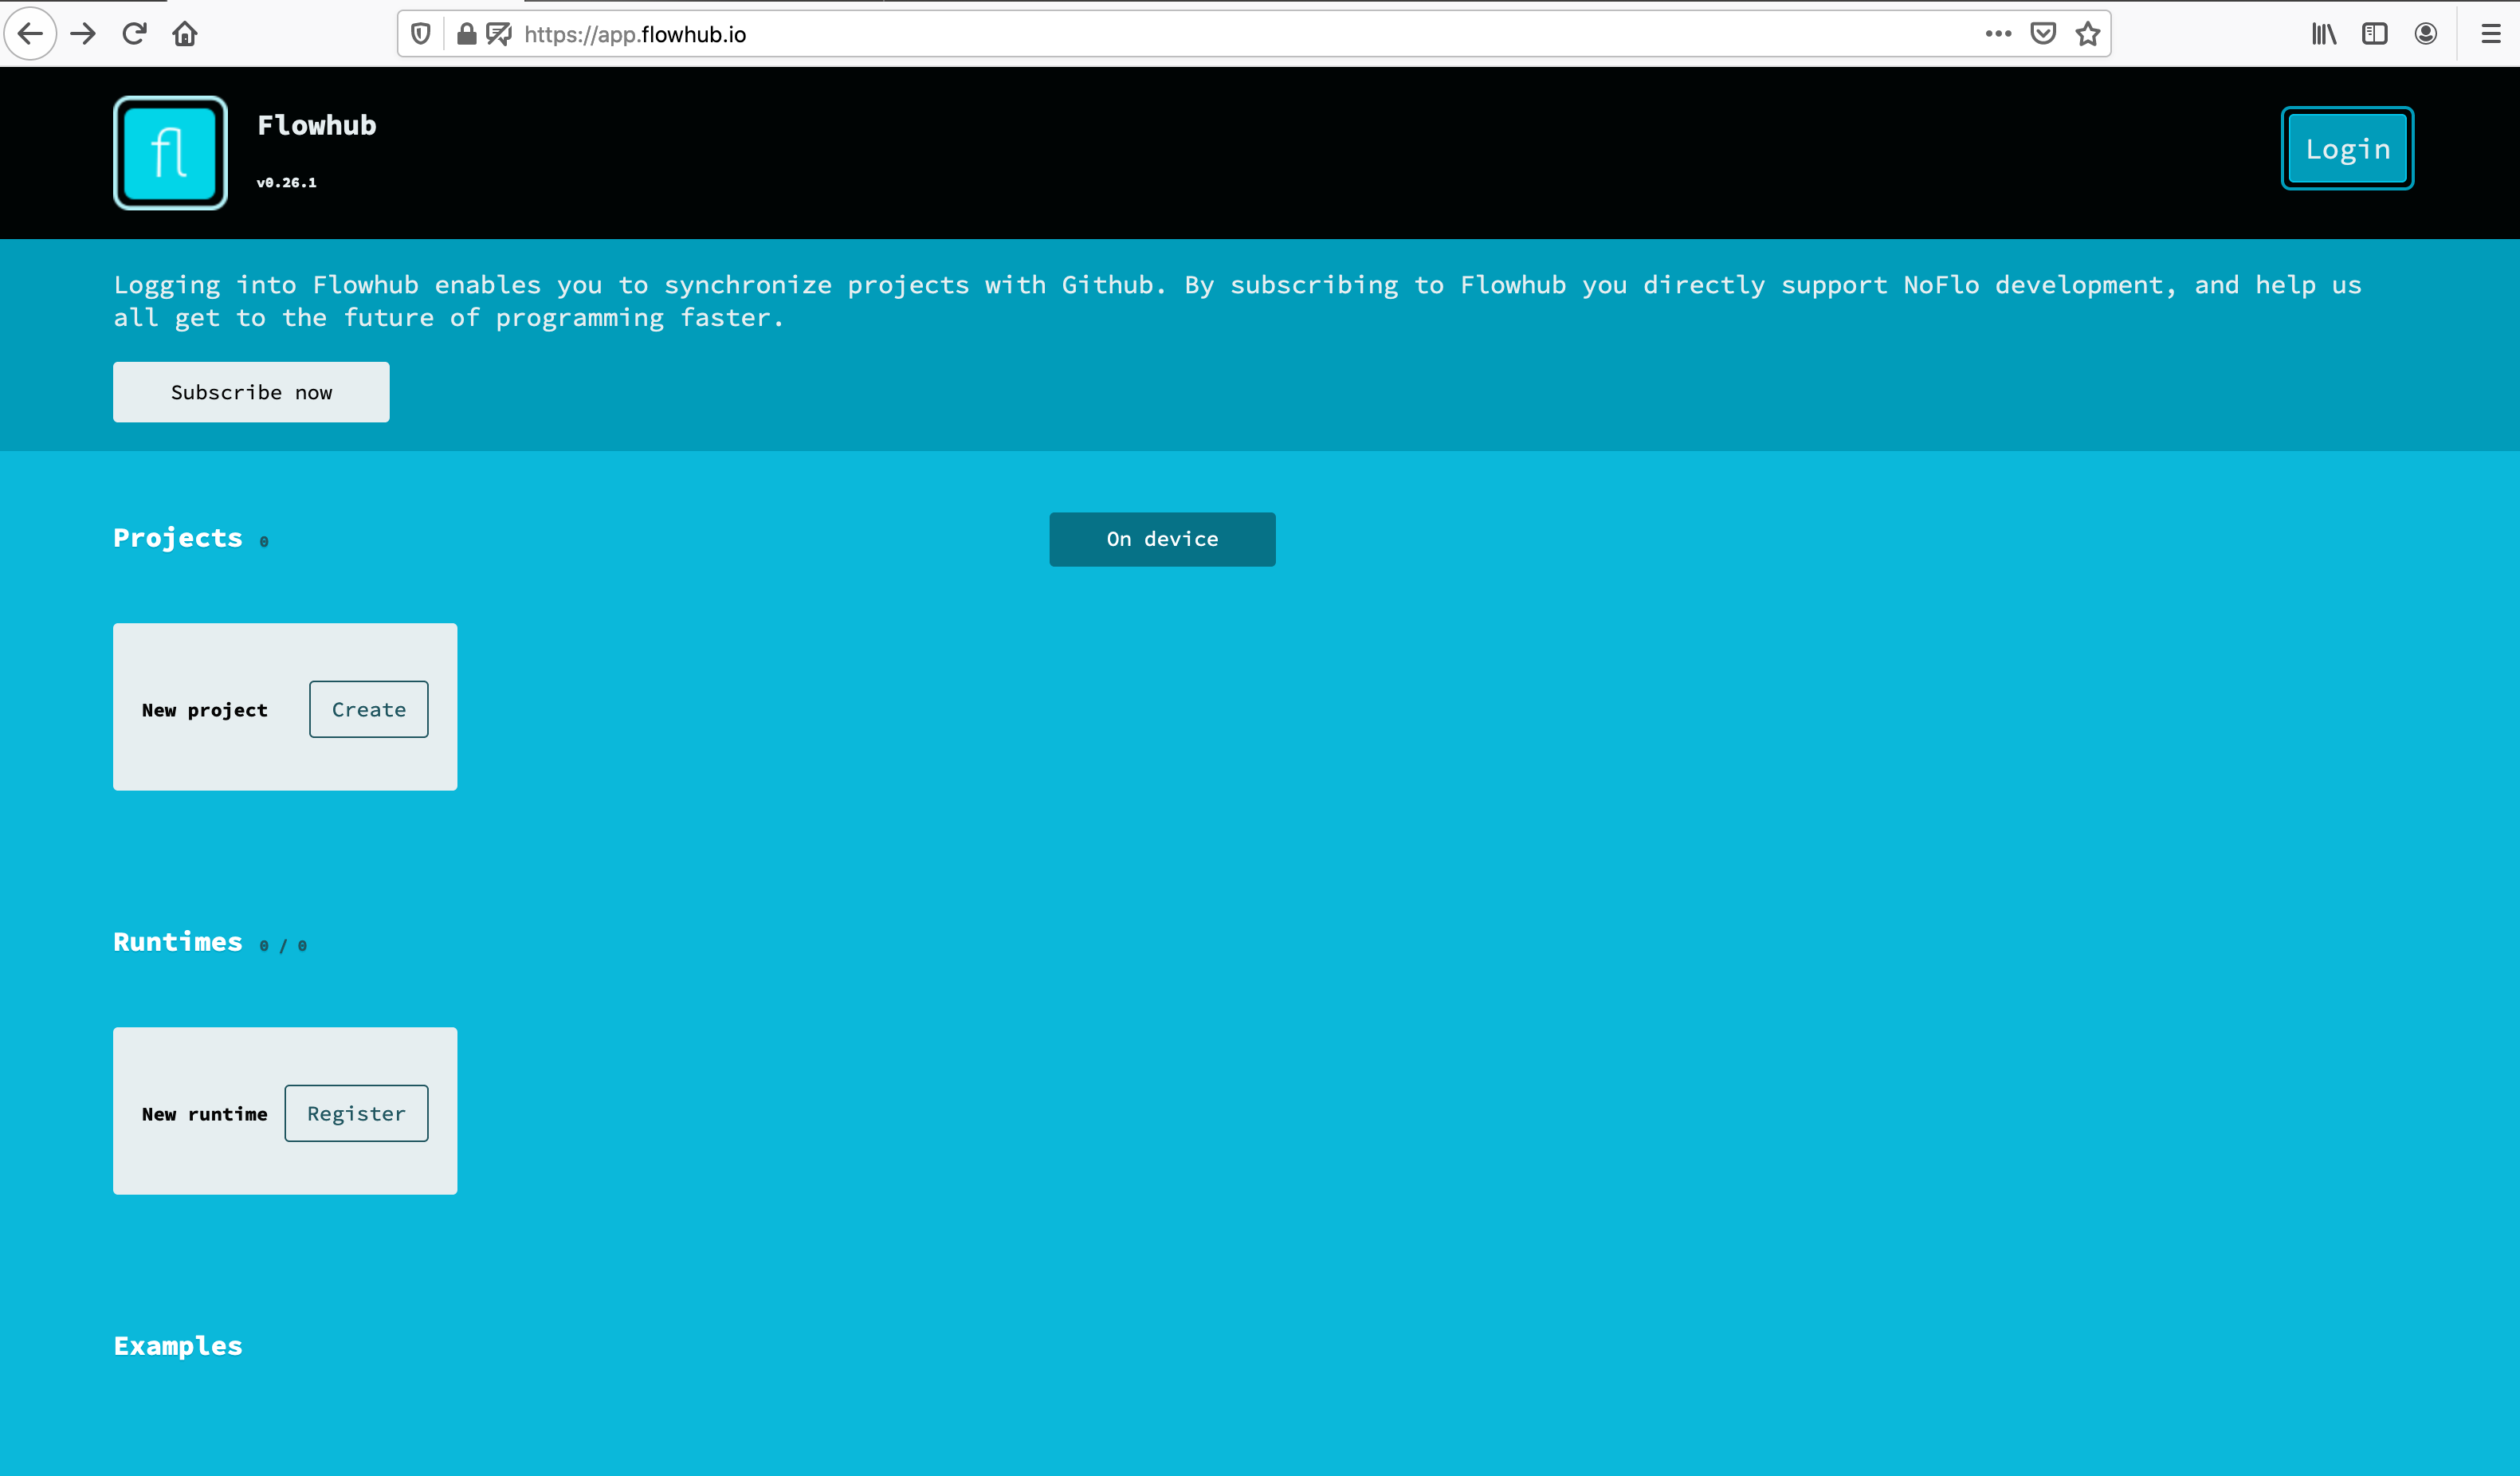 https://app.flowhub.io
fl
Flowhub
v0.26.1
Login
Logging into Flowhub enables you to synchronize projects with Github. By subscribing to Flowhub you directly support NoFlo development, and help us
all get to the future of programming faster.
Subscribe now
Projects 0
On device
New project Create
Runtimes 0 / 0
New runtime Register
Examples